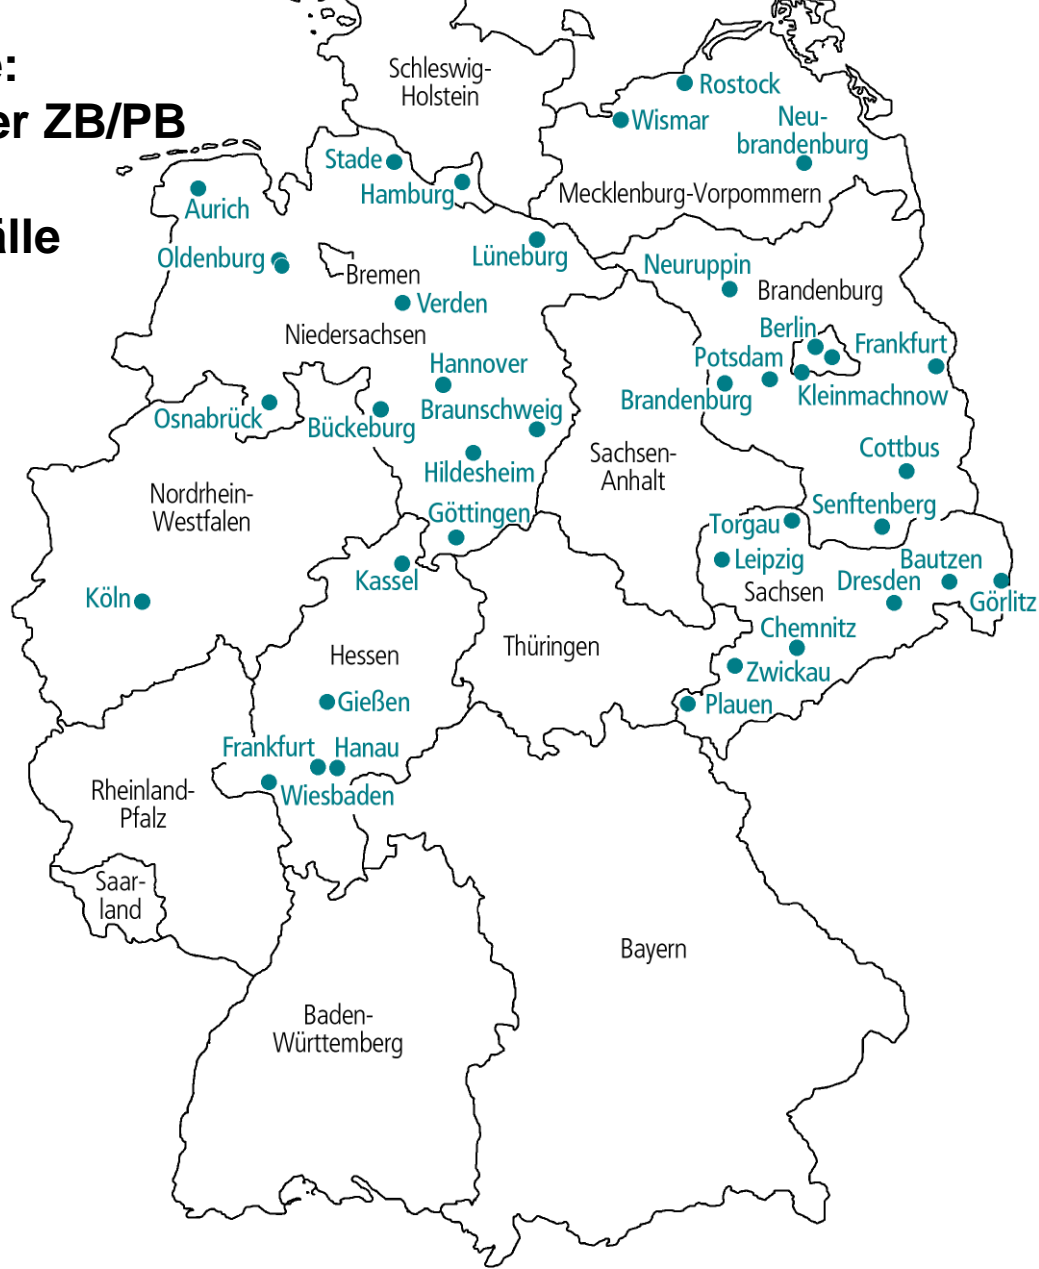 e:
er ZB/PB
älle
Schleswig-
Holstein
Rostock
Wismar
Neu-
brandenburg
Mecklenburg-Vorpommern
Stade
Hamburg
Aurich
Oldenburg
Bremen
Lüneburg
Verden
Niedersachsen
Neuruppin
Brandenburg
Berlin
Frankfurt
Potsdam
Brandenburg
Kleinmachnow
Hannover
Braunschweig
Osnabrück
Bückeburg
Hildesheim
Göttingen
Sachsen-
Anhalt
Cottbus
Senftenberg
Nordrhein-
Westfalen
Torgau
Leipzig
Sachsen
Bautzen
Dresden
Görlitz
Kassel
Köln
Chemnitz
Zwickau
Plauen
Thüringen
Hessen
Gießen
Frankfurt
Hanau
Wiesbaden
Rheinland-
Pfalz
Saar-
land
Bayern
Baden-
Württemberg